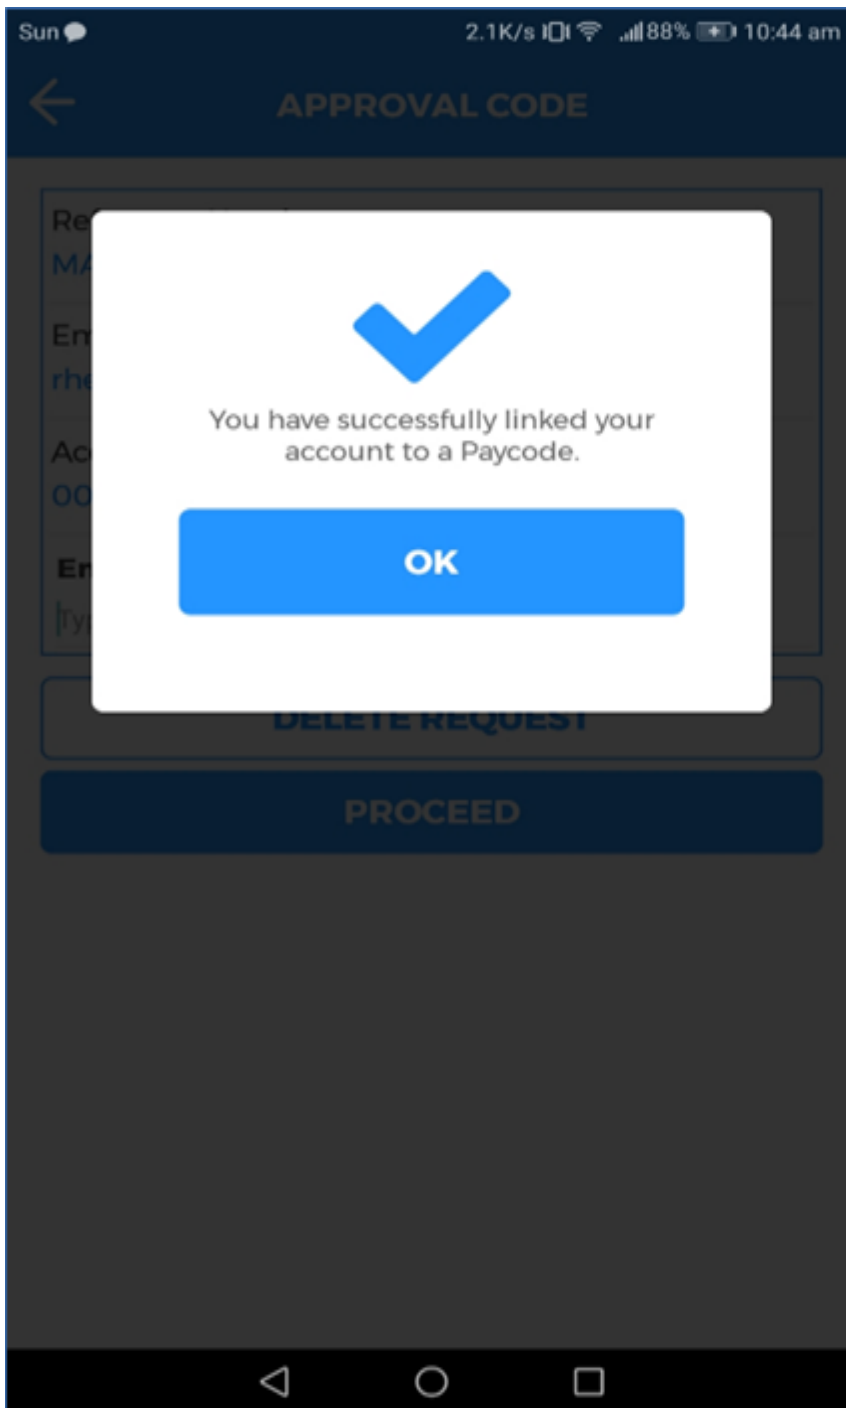 Sun
2.1K/s 88% 10:44 am
APPROVAL CODE
You have successfully linked your
account to a Paycode.
OK
DELETE REQUEST
PROCEED